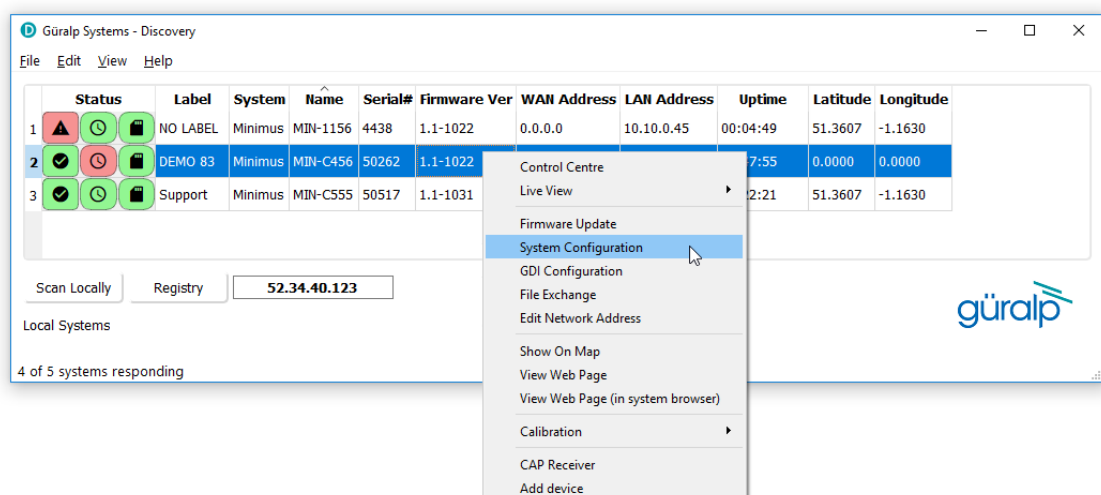 Güralp Systems - Discovery
File Edit View Help
Status Label System Name Serial# Firmware Ver WAN Address LAN Address Uptime Latitude Longitude
1 NO LABEL Minimus MIN-1156 4438 1.1-1022 0.0.0.0 10.10.0.45 00:04:49 51.3607 -1.1630
2 DEMO 83 Minimus MIN-C456 50262 1.1-1022 7:55 0.0000 0.0000
3 Support Minimus MIN-C555 50517 1.1-1031 2:21 51.3607 -1.1630
Control Centre
Live View
Firmware Update
System Configuration
GDI Configuration
File Exchange
Edit Network Address
Show On Map
View Web Page
View Web Page (in system browser)
Calibration
CAP Receiver
Add device
Scan Locally Registry 52.34.40.123
güralp
Local Systems
4 of 5 systems responding